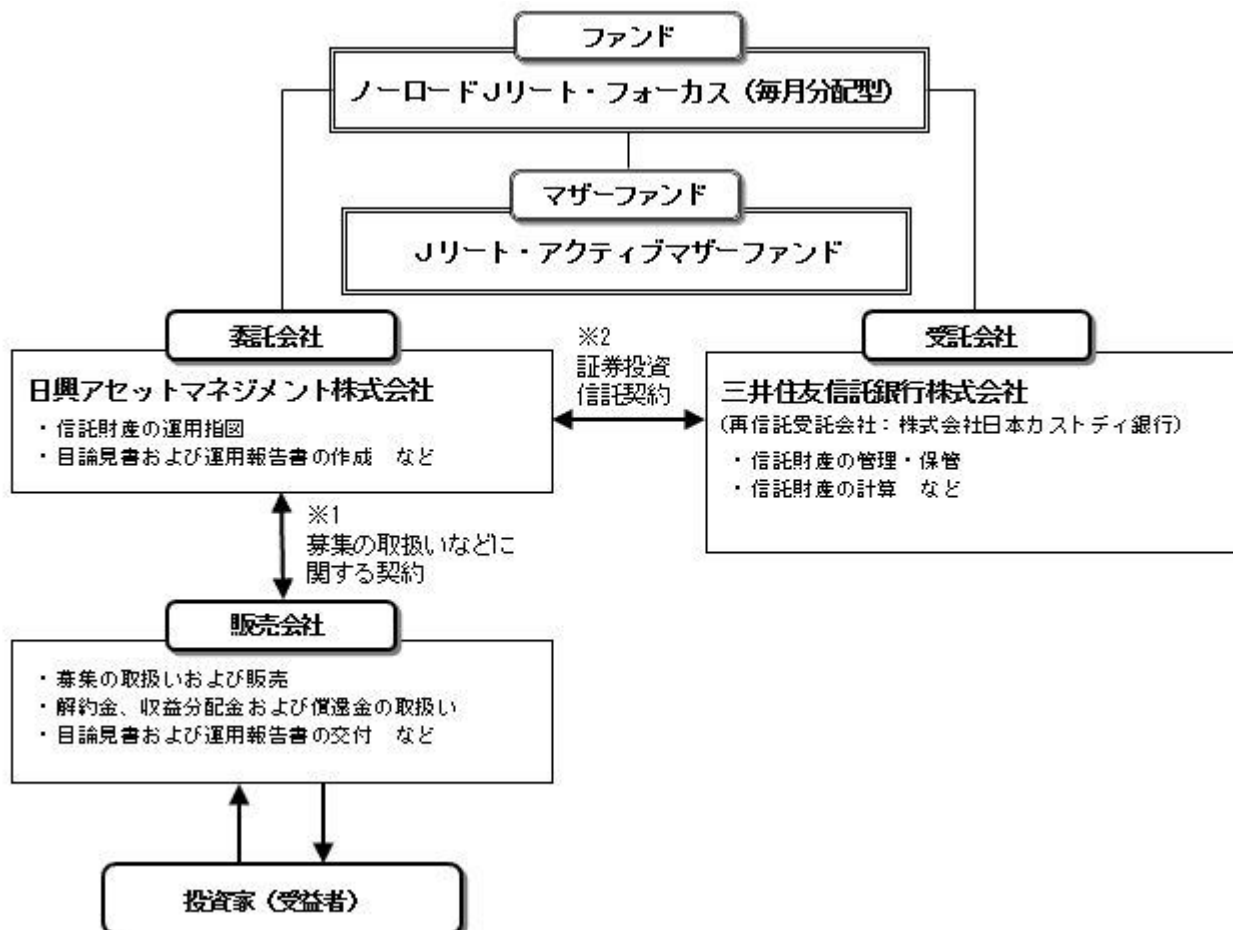 ファンド
ノーロードJリート・フォーカス（毎月分配型）
マザーファンド
Jリート・アクティブマザーファンド
委託会社
日興アセットマネジメント株式会社
・信託財産の運用指図
・目論見書および運用報告書の作成　など
※2
証券投資
信託契約
受託会社
三井住友信託銀行株式会社
（再信託受託会社：株式会社日本カストディ銀行）
・信託財産の管理・保管
・信託財産の計算　など
※1
募集の取扱いなどに
関する契約
販売会社
・募集の取扱いおよび販売
・解約金、収益分配金および償還金の取扱い
・目論見書および運用報告書の交付　など
投資家（受益者）